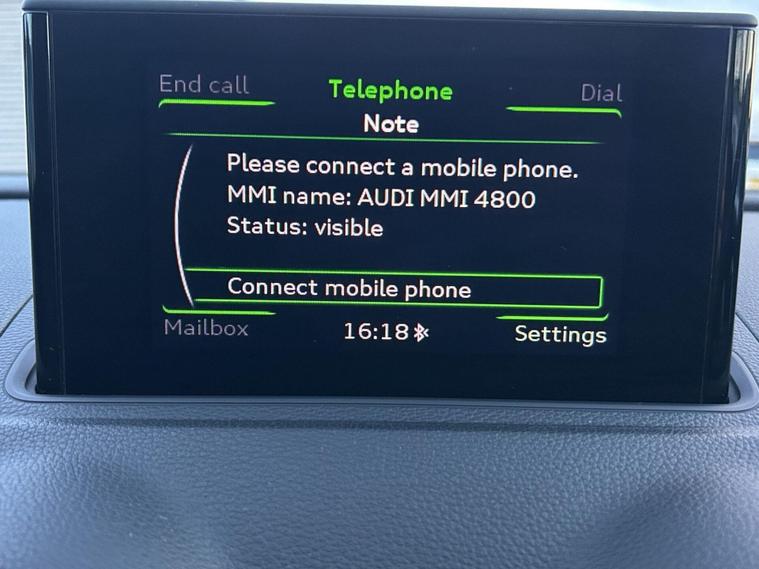 End call Telephone Dial
Note
Please connect a mobile phone.
MMI name: AUDI MMI 4800
Status: visible
Connect mobile phone
Mailbox 16:18 Settings